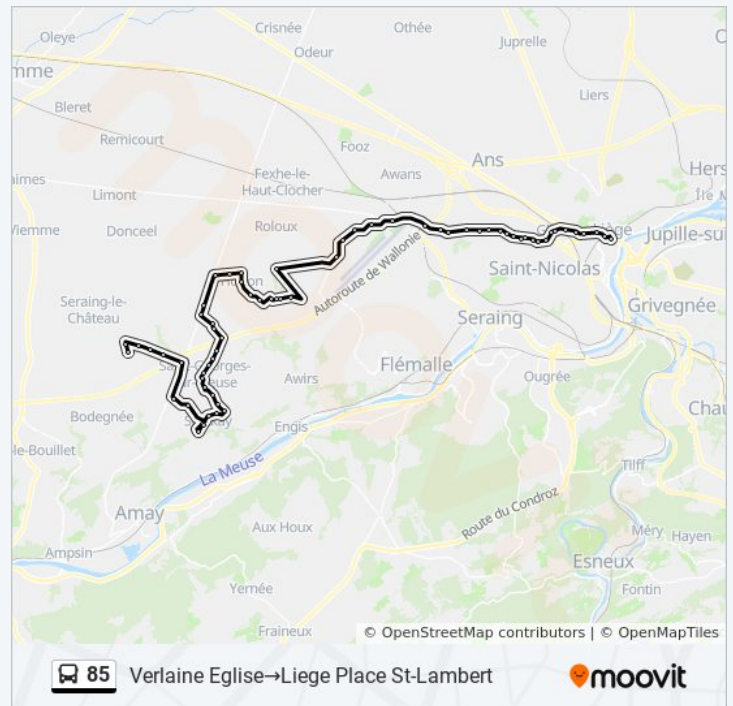 Crisnée
Othée
Oleye
Odeur
Juprelle
mme
Bleret
Liers
Remicourt
Fooz
Ans
Fexhe-le-
Haut-Clocher
Awans
Hers
aimes
Limont
Île M
Viemme
Donceel
Roloux
Jupille-su
Saint-Nicolas
Autoroute de Wallonie
Grivegnée
Seraing-le-
Château
Seraing
Flémalle
Awirs
Ougrée
Bodegnée
Chau
Engis
le-Bouillet
La Meuse
Tilff
Amay
Route du Condroz
Aux Houx
Méry
Hayen
Ampsin
Esneux
Yernée
Fontin
Fraineux
© OpenStreetMap contributors | © OpenMapTiles
85 Verlaine Eglise→Liege Place St-Lambert moovit